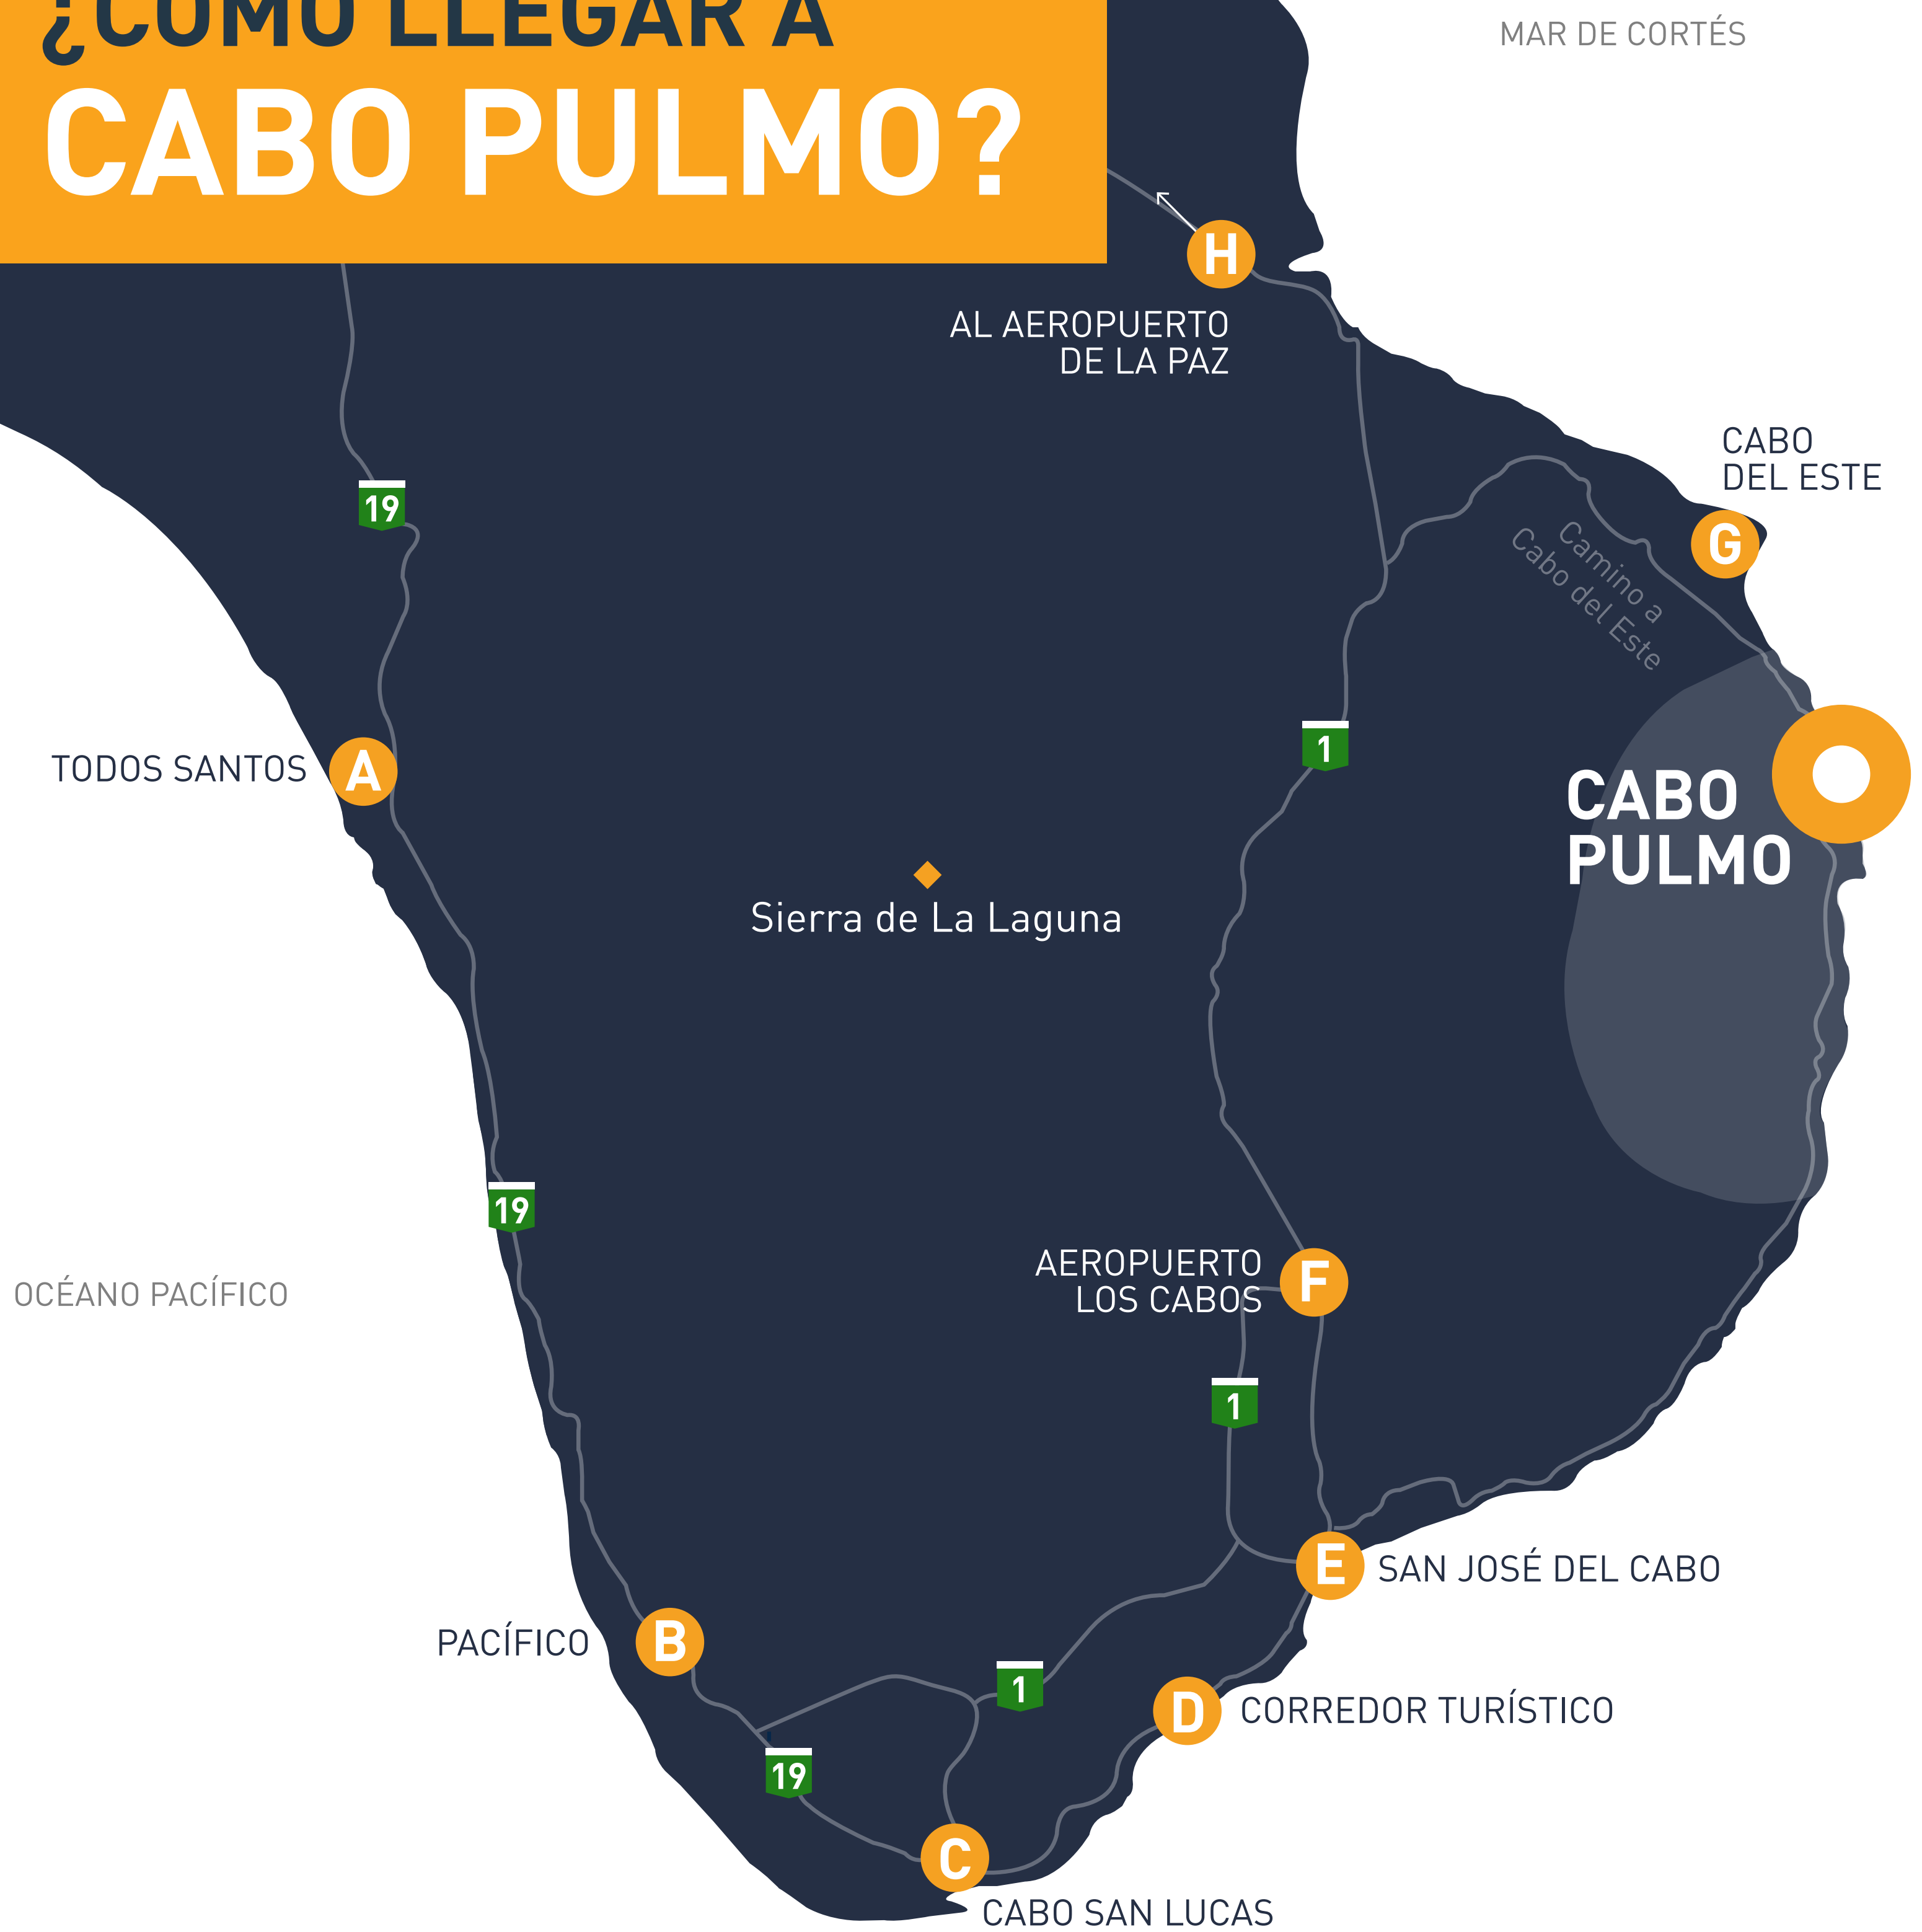 ¿CÓMO LLEGAR A
CABO PULMO?
MAR DE CORTÉS
H
AL AEROPUERTO
DE LA PAZ
CABO
DEL ESTE
G
Camino a
Cabo del Este
19
1
TODOS SANTOS
A
CABO
PULMO
Sierra de La Laguna
19
OCÉANO PACÍFICO
AEROPUERTO
LOS CABOS
F
1
E
SAN JOSÉ DEL CABO
PACÍFICO
B
1
D
CORREDOR TURÍSTICO
19
C
CABO SAN LUCAS